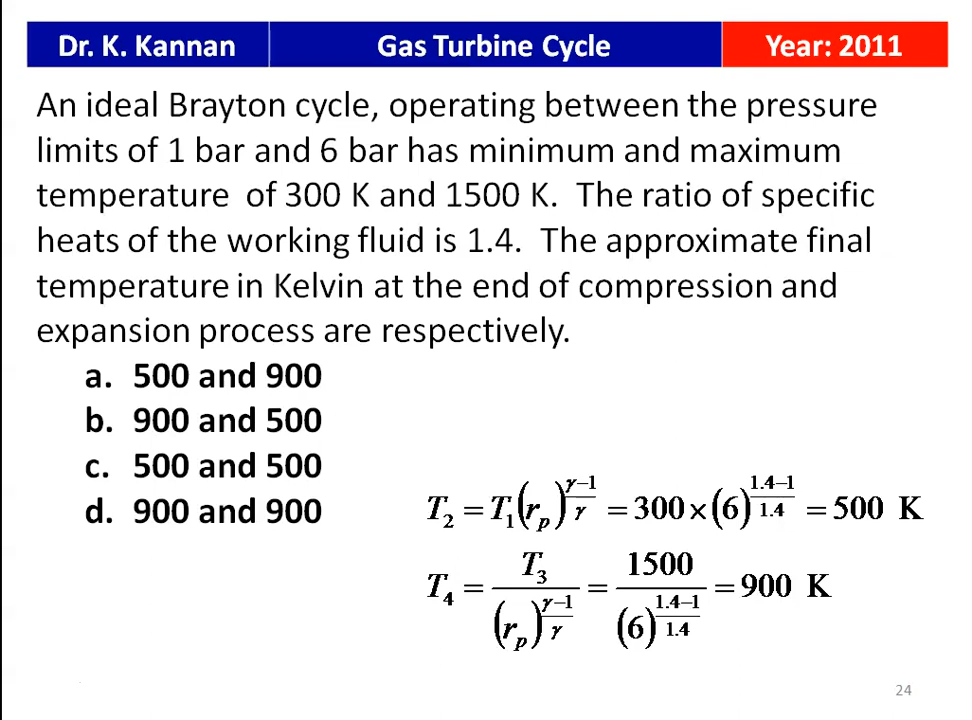 Dr. K. Kannan Gas Turbine Cycle Year: 2011
An ideal Brayton cycle, operating between the pressure
limits of 1 bar and 6 bar has minimum and maximum
temperature of 300 K and 1500 K. The ratio of specific
heats of the working fluid is 1.4. The approximate final
temperature in Kelvin at the end of compression and
expansion process are respectively.
a. 500 and 900
b. 900 and 500
c. 500 and 500
d. 900 and 900
T₂ = T₁(rₚ)^((γ−1)/γ) = 300 × (6)^((1.4−1)/1.4) = 500 K
T₄ = T₃/(rₚ)^((γ−1)/γ) = 1500/(6)^((1.4−1)/1.4) = 900 K
24